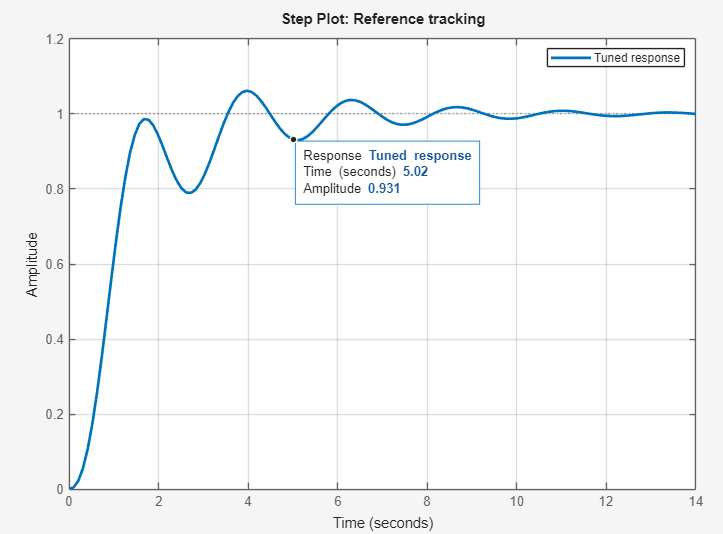 Step Plot: Reference tracking
1.2
Tuned response
1
Response Tuned response
Time (seconds) 5.02
Amplitude 0.931
0.8
0.6
0.4
0.2
0
Amplitude
0 2 4 6 8 10 12 14
Time (seconds)